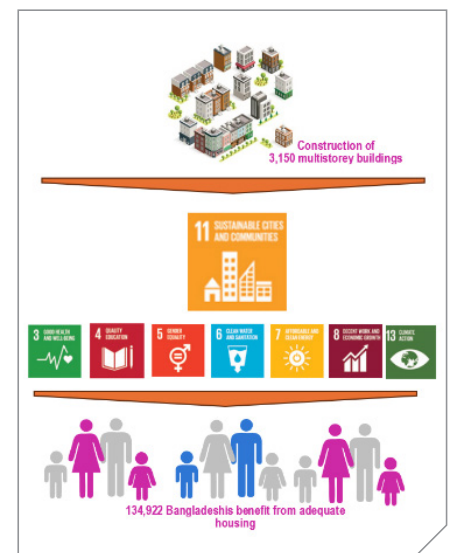 Construction of
3,150 multistorey buildings
11 SUSTAINABLE CITIES
AND COMMUNITIES
3 GOOD HEALTH
AND WELL-BEING
4 QUALITY
EDUCATION
5 GENDER
EQUALITY
6 CLEAN WATER
AND SANITATION
7 AFFORDABLE AND
CLEAN ENERGY
8 DECENT WORK AND
ECONOMIC GROWTH
13 CLIMATE
ACTION
134,922 Bangladeshis benefit from adequate
housing